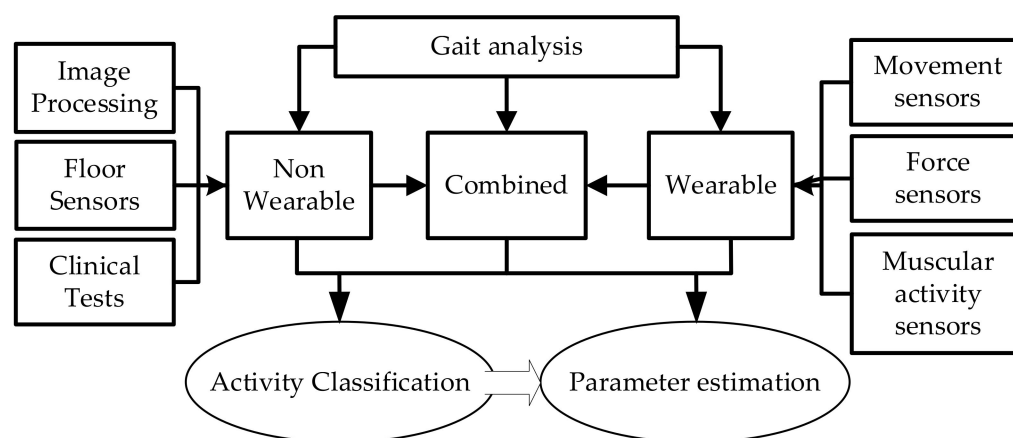 Gait analysis
Image
Processing
Floor
Sensors
Clinical
Tests
Non
Wearable
Combined
Wearable
Movement
sensors
Force
sensors
Muscular
activity
sensors
Activity Classification
Parameter estimation